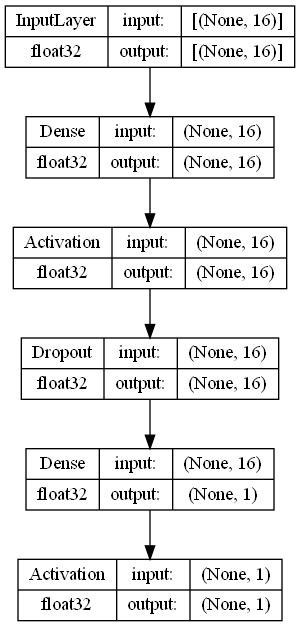 InputLayer input: [(None, 16)]
float32 output: [(None, 16)]
Dense input: (None, 16)
float32 output: (None, 16)
Activation input: (None, 16)
float32 output: (None, 16)
Dropout input: (None, 16)
float32 output: (None, 16)
Dense input: (None, 16)
float32 output: (None, 1)
Activation input: (None, 1)
float32 output: (None, 1)